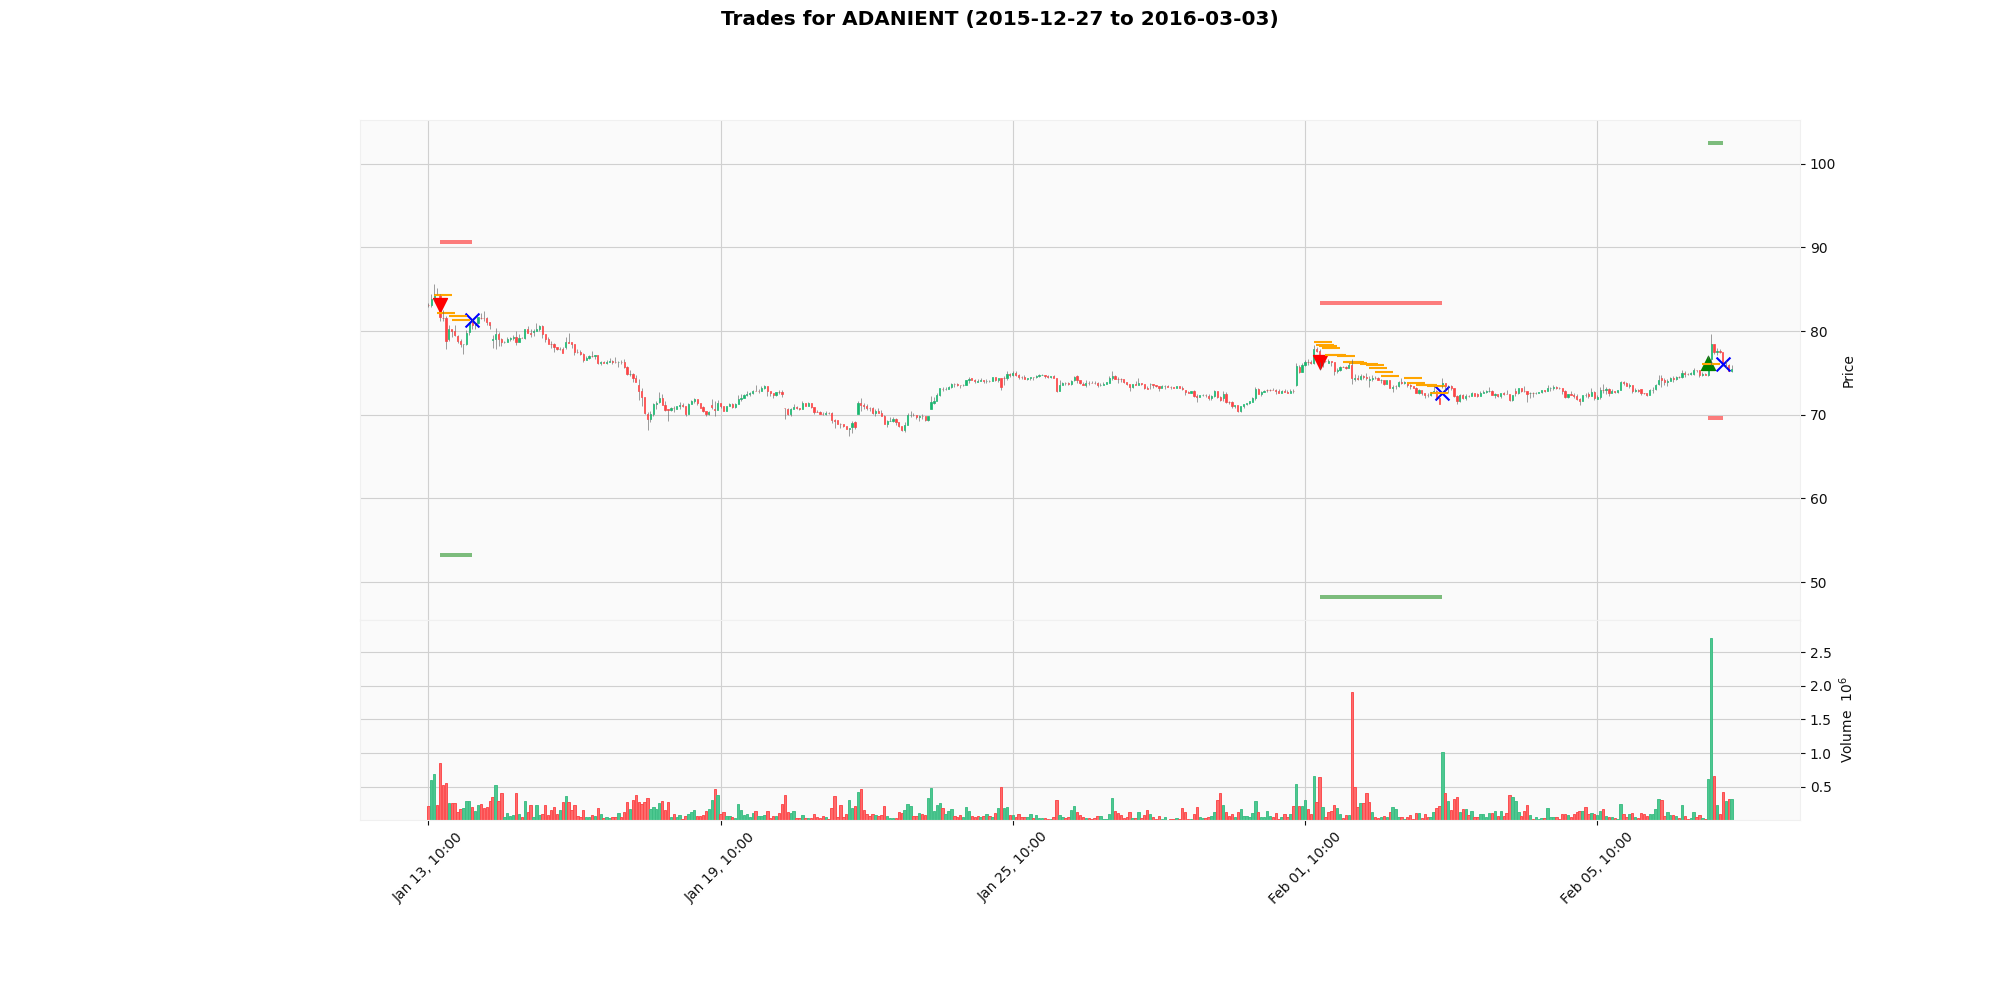 Trades for ADANIENT (2015-12-27 to 2016-03-03)
100
90
80
70
60
50
Price
2.5
2.0
1.5
1.0
0.5
Volume 10^6
Jan 13, 10:00
Jan 19, 10:00
Jan 25, 10:00
Feb 01, 10:00
Feb 05, 10:00